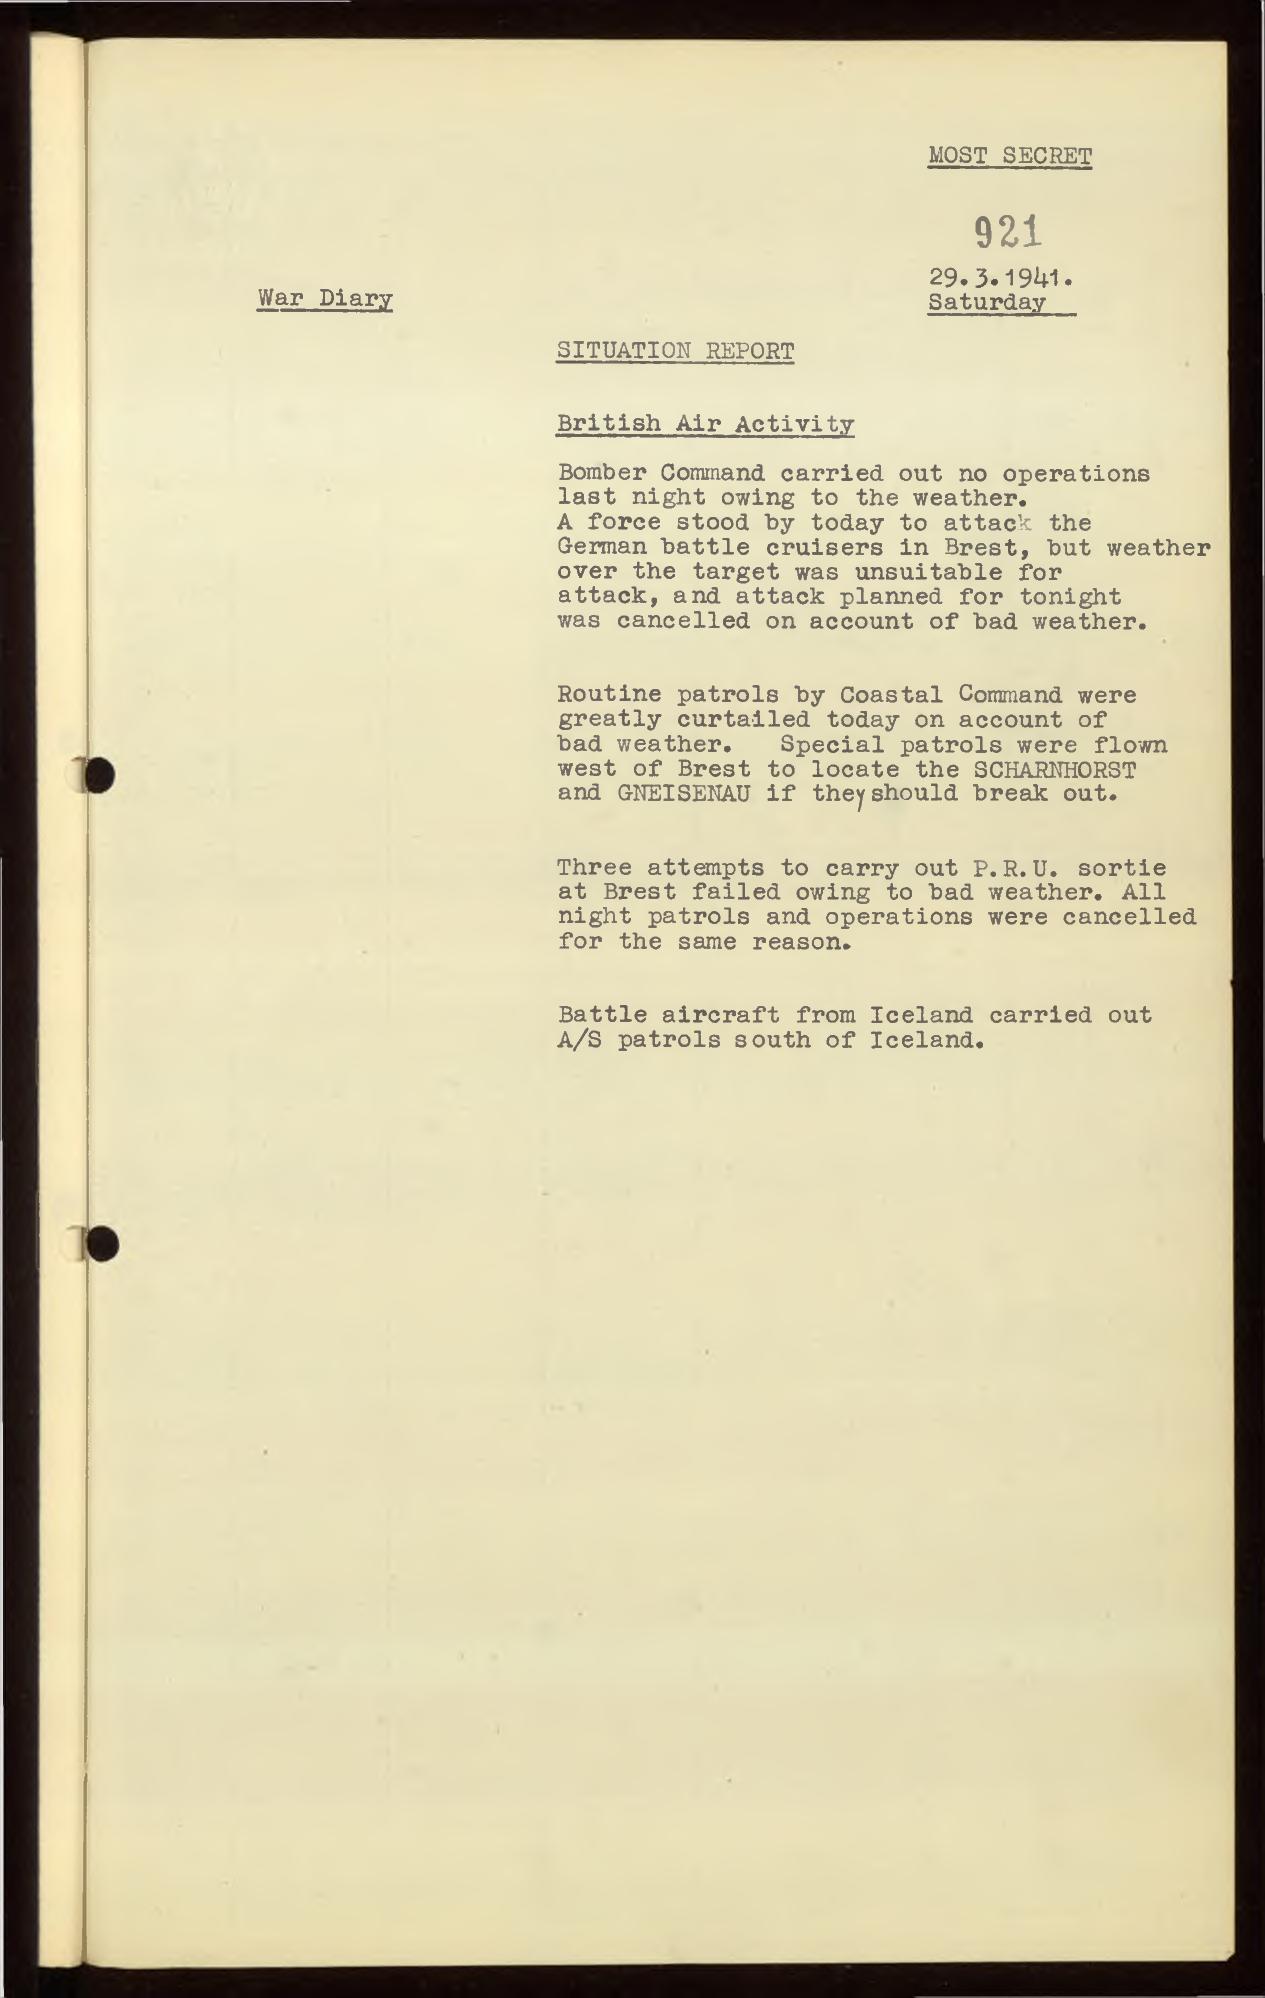 MOST SECRET
921
29.3.1941.
Saturday
War Diary
SITUATION REPORT
British Air Activity
Bomber Command carried out no operations
last night owing to the weather.
A force stood by today to attack the
German battle cruisers in Brest, but weather
over the target was unsuitable for
attack, and attack planned for tonight
was cancelled on account of bad weather.
Routine patrols by Coastal Command were
greatly curtailed today on account of
bad weather. Special patrols were flown
west of Brest to locate the SCHARNHORST
and GNEISENAU if they should break out.
Three attempts to carry out P.R.U. sortie
at Brest failed owing to bad weather. All
night patrols and operations were cancelled
for the same reason.
Battle aircraft from Iceland carried out
A/S patrols south of Iceland.